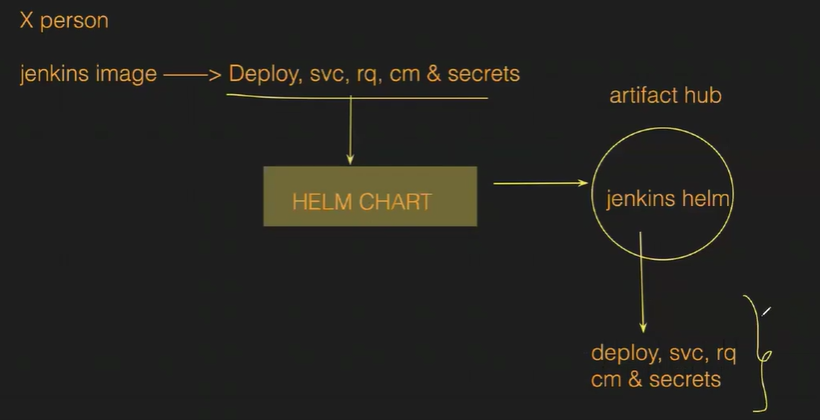 X person
jenkins image ——> Deploy, svc, rq, cm & secrets
artifact hub
HELM CHART
jenkins helm
deploy, svc, rq
cm & secrets